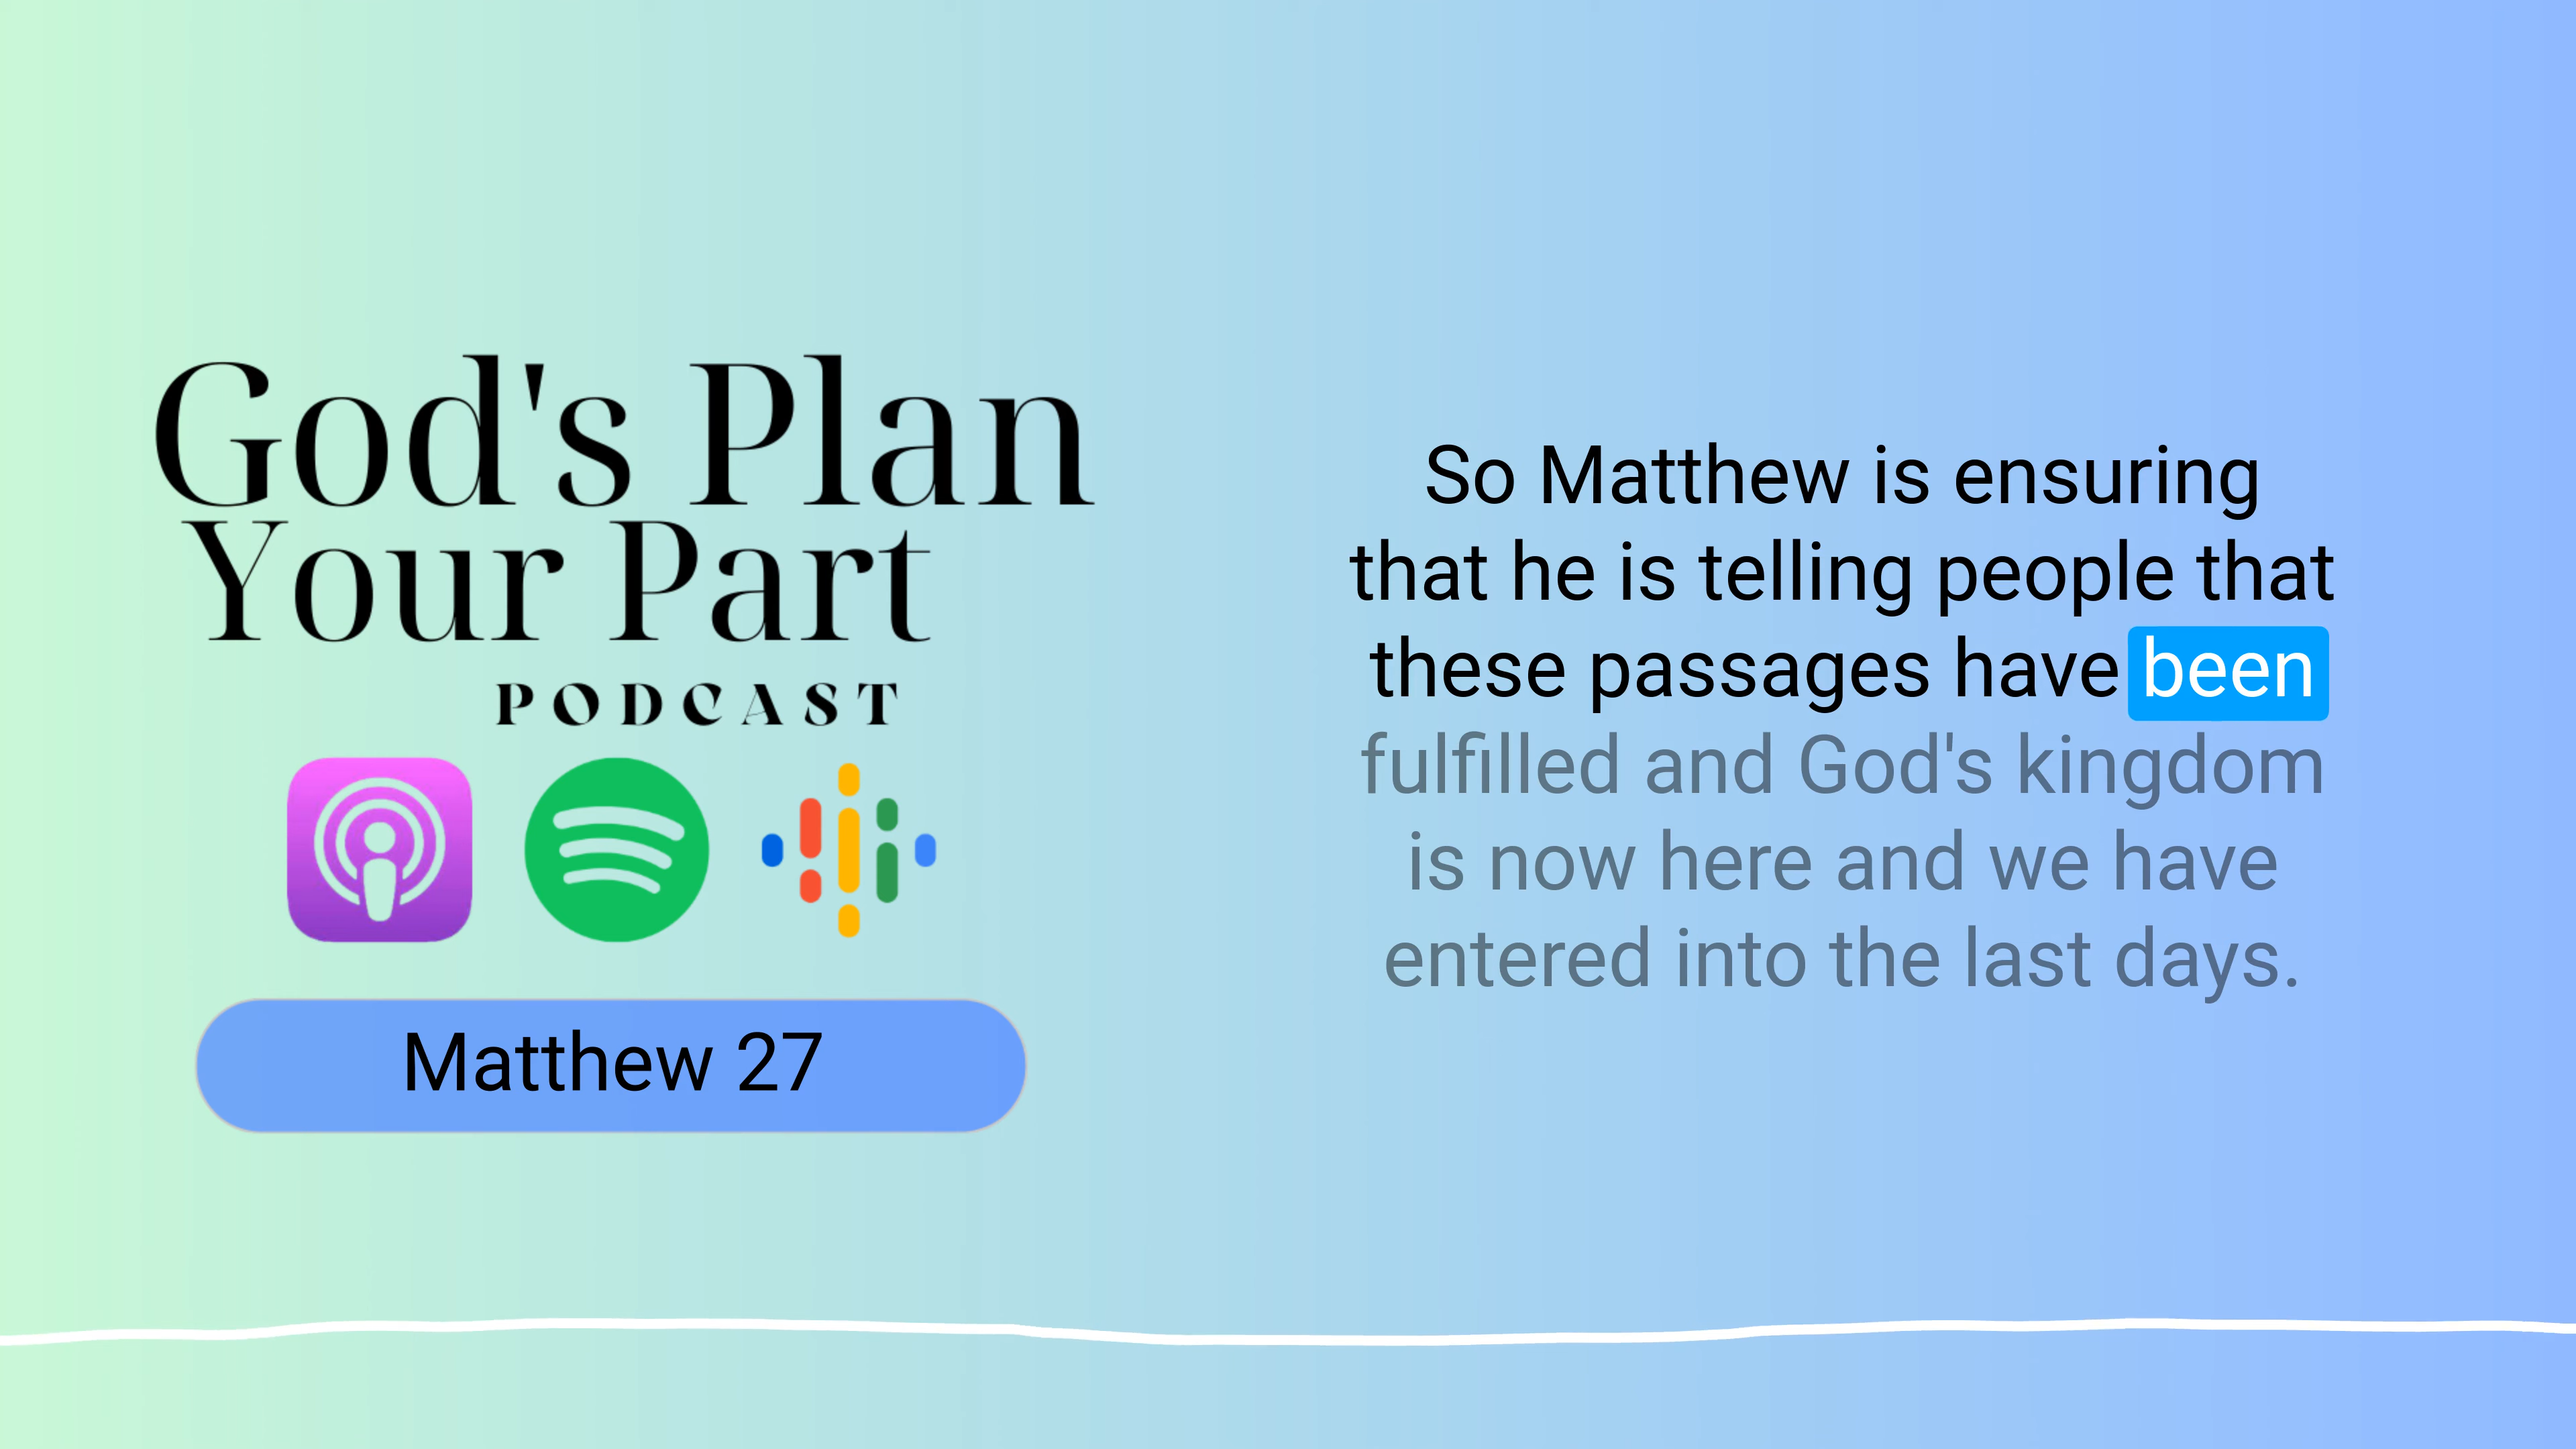 God's Plan
Your Part
PODCAST
Matthew 27
So Matthew is ensuring
that he is telling people that
these passages have been
fulfilled and God's kingdom
is now here and we have
entered into the last days.